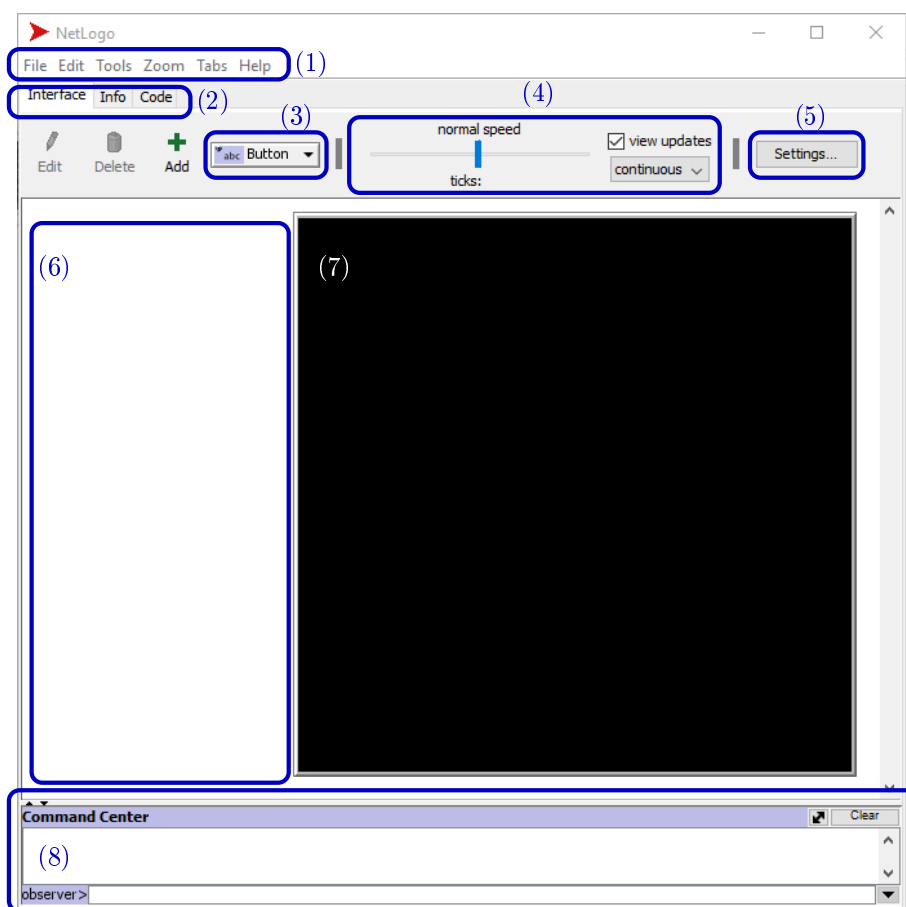 NetLogo
File Edit Tools Zoom Tabs Help (1)
Interface Info Code (2)
(3)
(4)
(5)
Edit Delete Add
abc Button
normal speed
ticks:
view updates
continuous
Settings...
(6)
(7)
Command Center
Clear
(8)
observer>